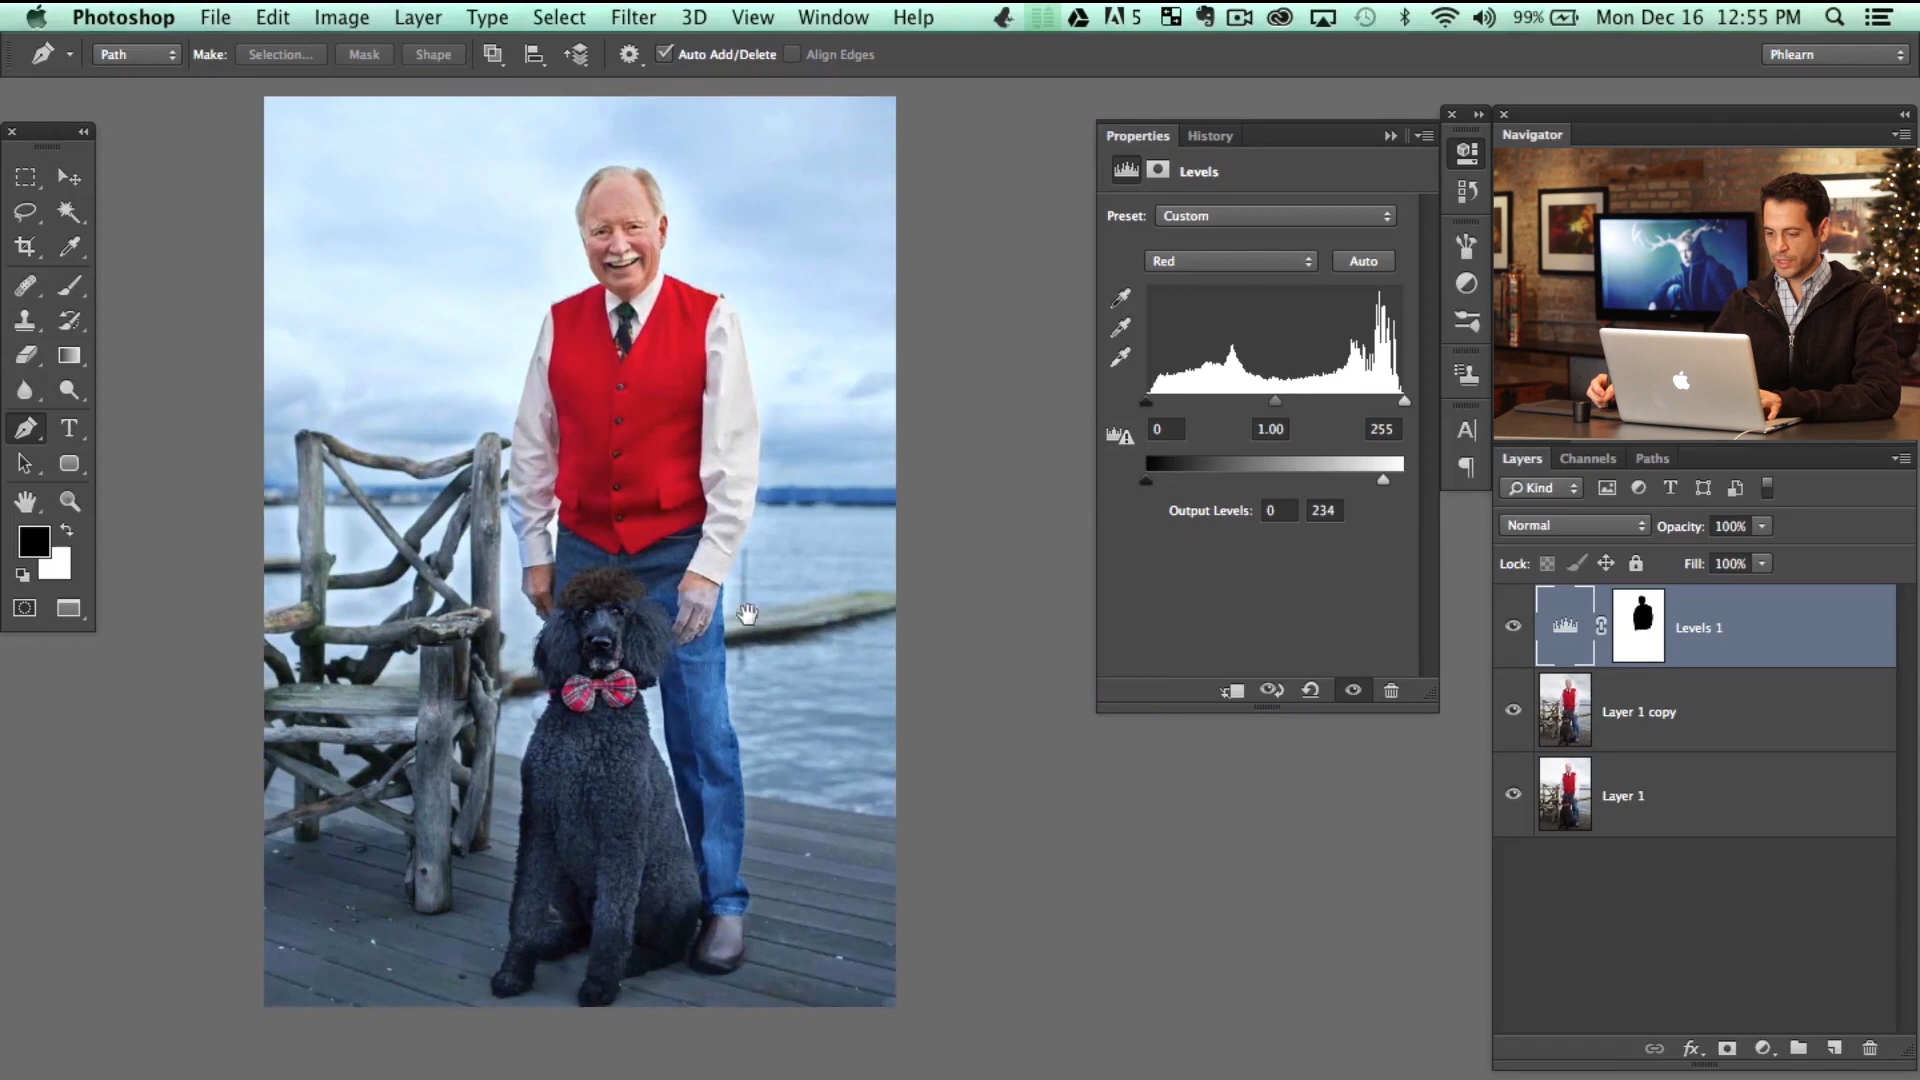 Photoshop File Edit Image Layer Type Select Filter 3D View Window Help 5 99% Mon Dec 16 12:55 PM
Path Make: Selection... Mask Shape Auto Add/Delete Align Edges Phlearn
Properties History
Levels
Preset: Custom
Red Auto
0 1.00 255
Output Levels: 0 234
Navigator
Layers Channels Paths
Kind
Normal Opacity: 100%
Lock: Fill: 100%
Levels 1
Layer 1 copy
Layer 1
fx